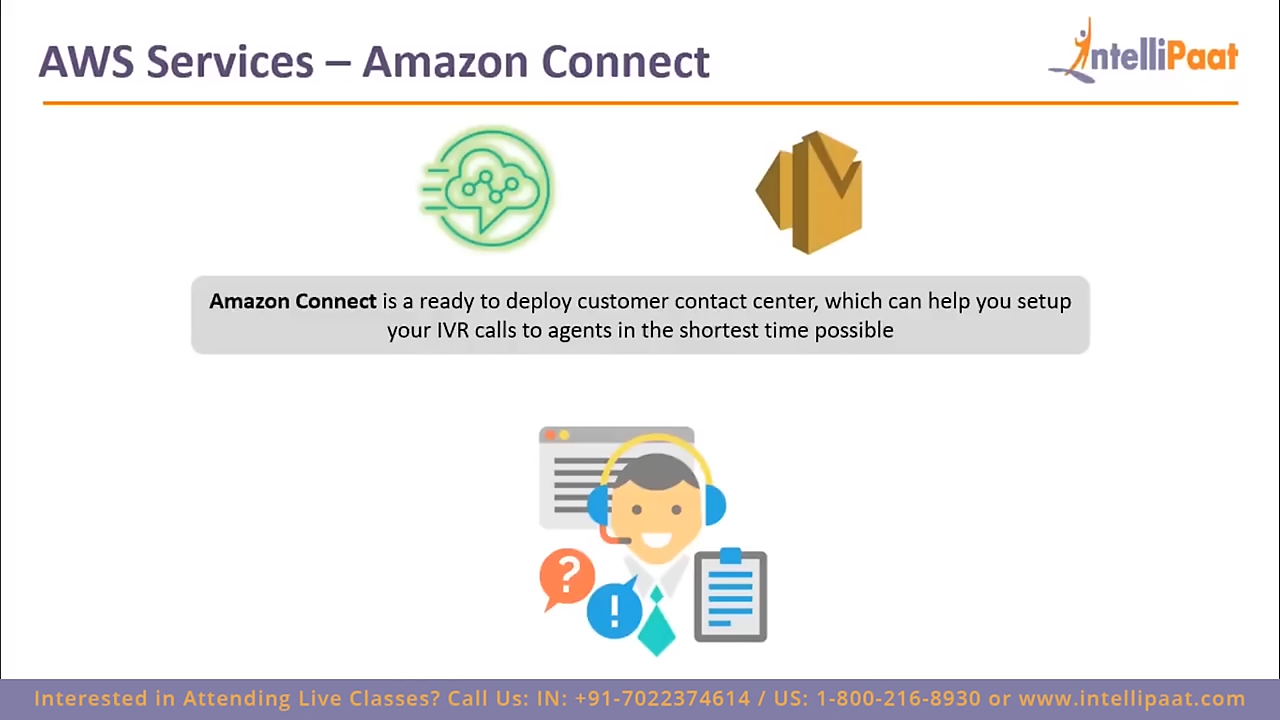 AWS Services – Amazon Connect
IntelliPaat
Amazon Connect is a ready to deploy customer contact center, which can help you setup
your IVR calls to agents in the shortest time possible
?
!
Interested in Attending Live Classes? Call Us: IN: +91-7022374614 / US: 1-800-216-8930 or www.intellipaat.com